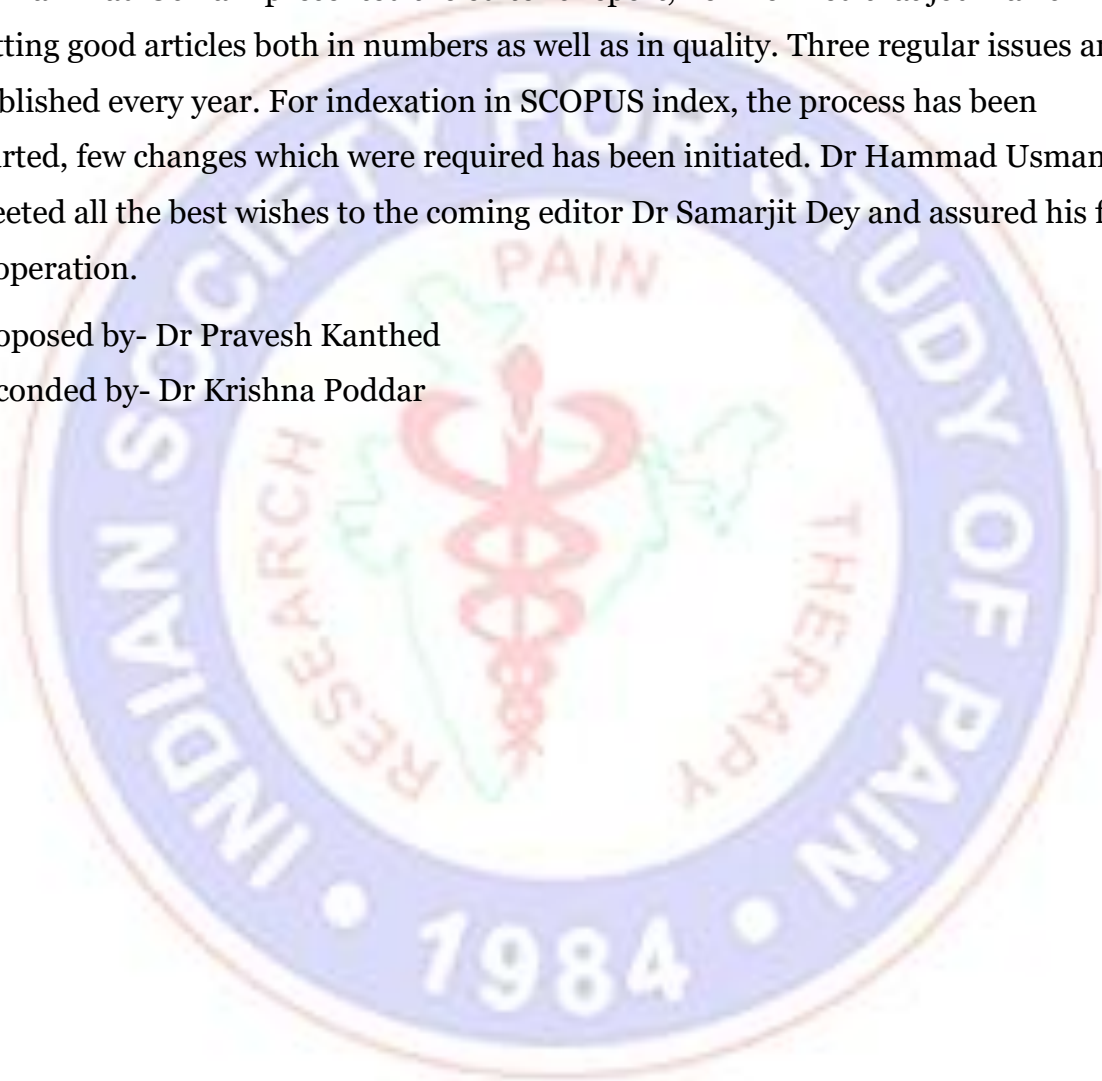 tting good articles both in numbers as well as in quality. Three regular issues ar
blished every year. For indexation in SCOPUS index, the process has been
arted, few changes which were required has been initiated. Dr Hammad Usman
eeted all the best wishes to the coming editor Dr Samarjit Dey and assured his f
operation.
oposed by- Dr Pravesh Kanthed
conded by- Dr Krishna Poddar
INDIAN SOCIETY FOR STUDY OF PAIN
PAIN
RESEARCH
THERAPY
1984